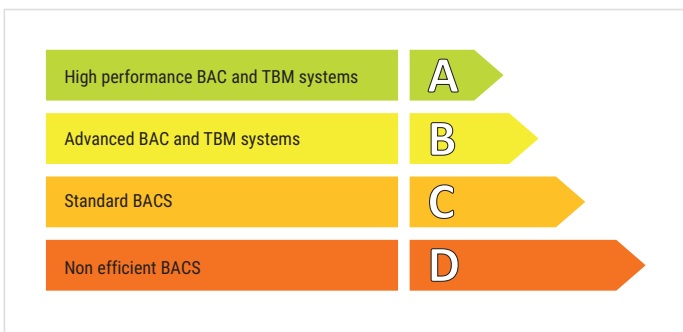 High performance BAC and TBM systems A
Advanced BAC and TBM systems B
Standard BACS C
Non efficient BACS D